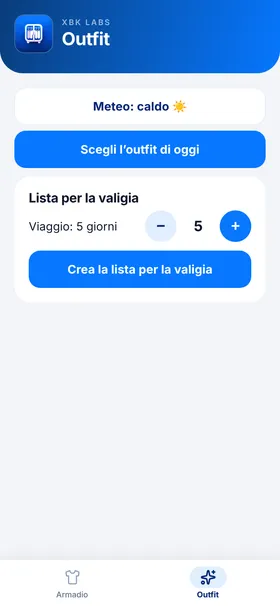 XBK LABS
Outfit
Meteo: caldo ☀️
Scegli l'outfit di oggi
Lista per la valigia
Viaggio: 5 giorni
− 5 +
Crea la lista per la valigia
Armadio
Outfit